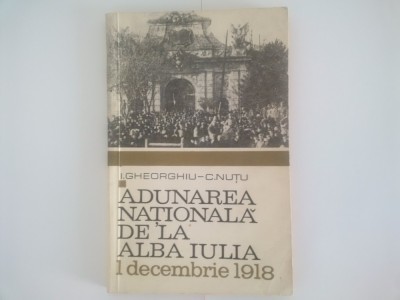 I.GHEORGHIU-C.NUȚU
ADUNAREA
NAȚIONALĂ
DE LA
ALBA IULIA
1 decembrie 1918